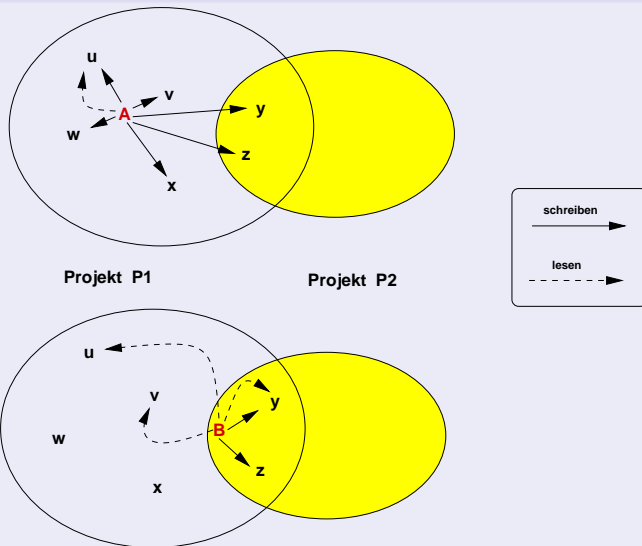 u
v
A
y
w
z
x
schreiben
lesen
Projekt P1
Projekt P2
u
v
y
B
w
z
x